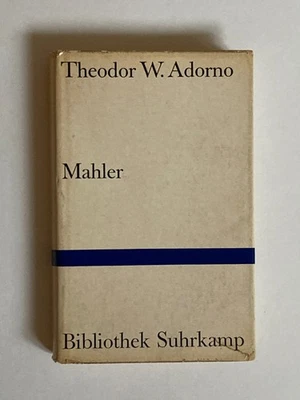 Theodor W. Adorno
Mahler
Bibliothek Suhrkamp